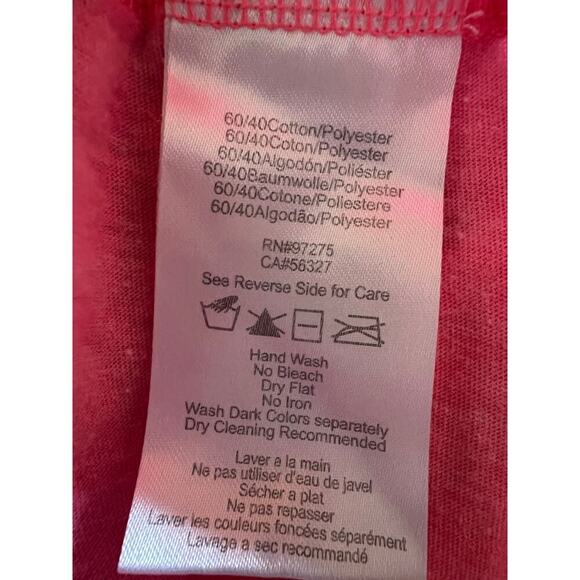 60/40Cotton/Polyester
60/40Coton/Polyester
60/40Algodón/Poliéster
60/40Baumwolle/Polyester
60/40Cotone/Poliestere
60/40Algodão/Polyester
RN#97275
CA#56327
See Reverse Side for Care
Hand Wash
No Bleach
Dry Flat
No Iron
Wash Dark Colors separately
Dry Cleaning Recommended
Laver a la main
Ne pas utiliser d'eau de javel
Sécher a plat
Ne pas repasser
Laver les couleurs foncées séparément
Lavage a sec recommandé